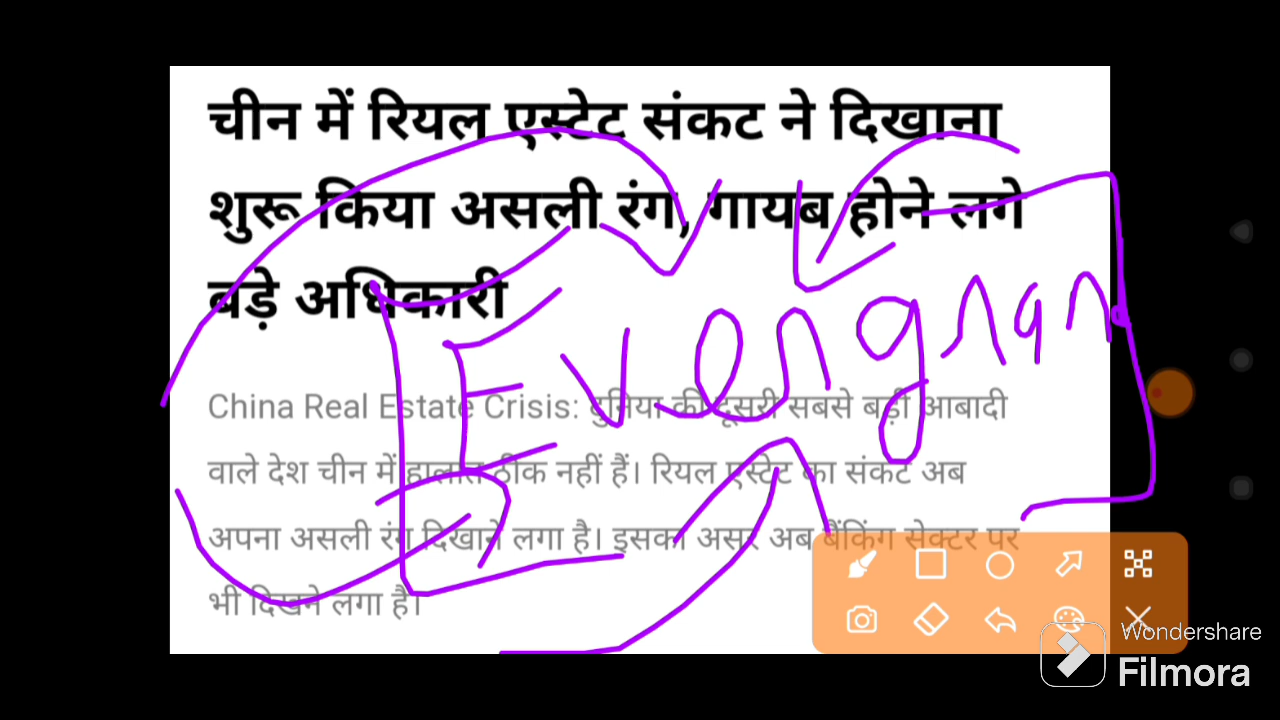 चीन में रियल एस्टेट संकट ने दिखाना
शुरू किया असली रंग, गायब होने लगे
बड़े अधिकारी
Evengran
China Real Estate Crisis: दुनिया की दूसरी सबसे बड़ी आबादी
वाले देश चीन में हालात ठीक नहीं हैं। रियल एस्टेट का संकट अब
अपना असली रंग दिखाने लगा है। इसका असर अब बैंकिंग सेक्टर पर
भी दिखने लगा है।
Wondershare
Filmora